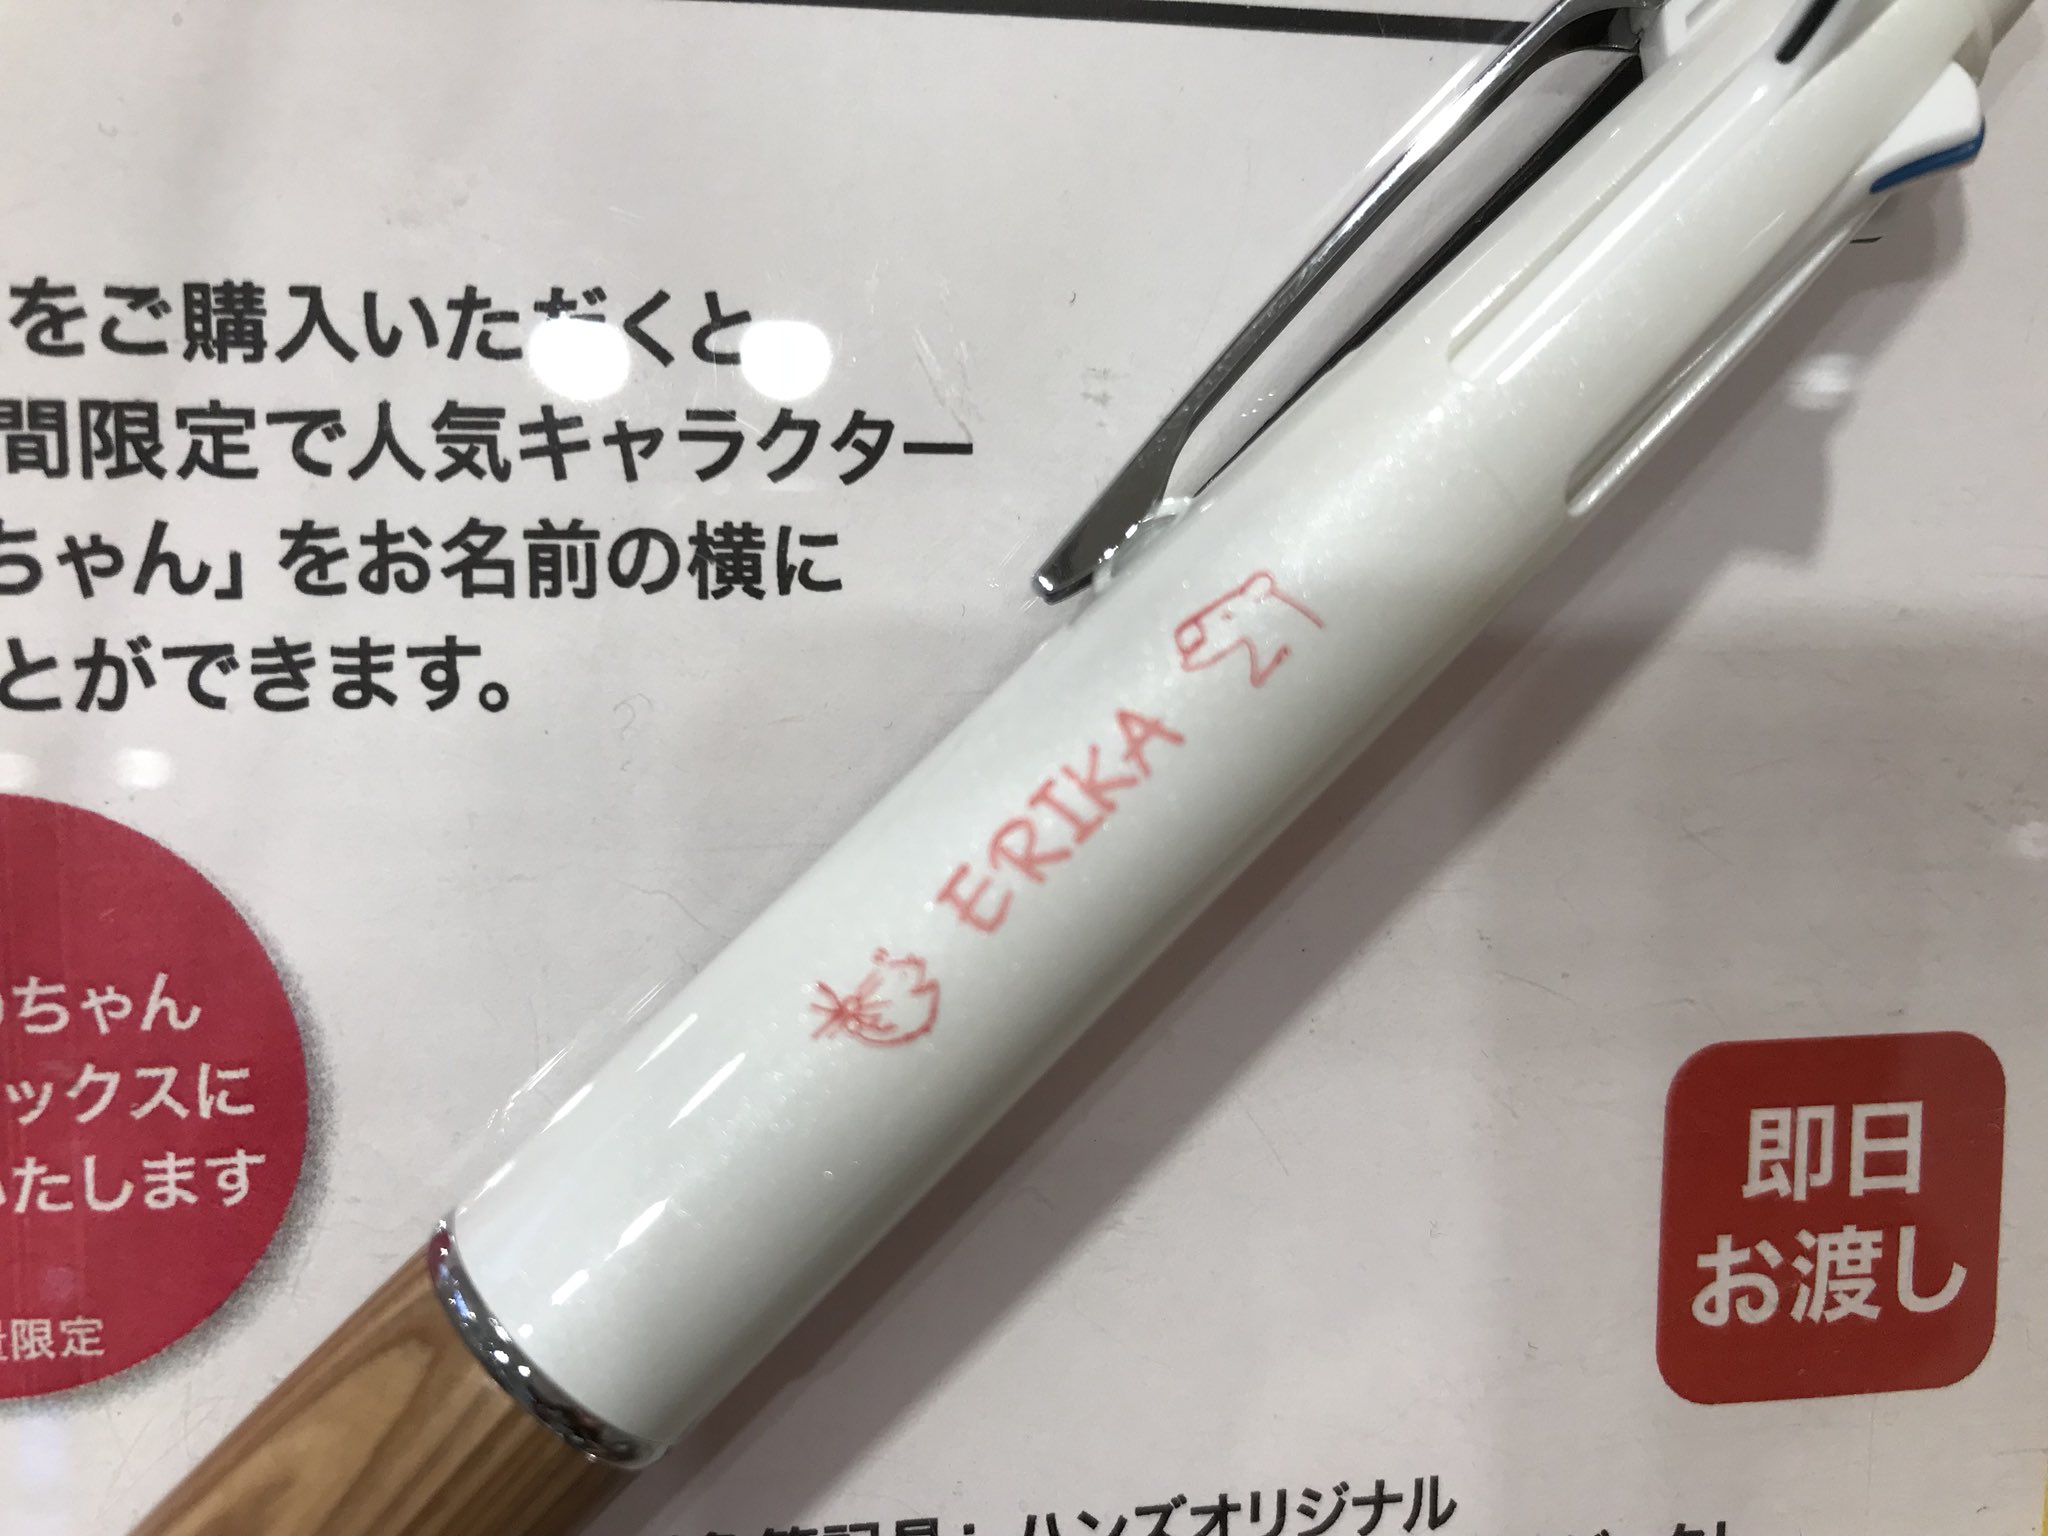 をご購入いただくと
間限定で人気キャラクター
ちゃん」をお名前の横に
とができます。
ERIKA
ちゃん
ックスに
いたします
限定
即日
お渡し
ハンズオリジナル